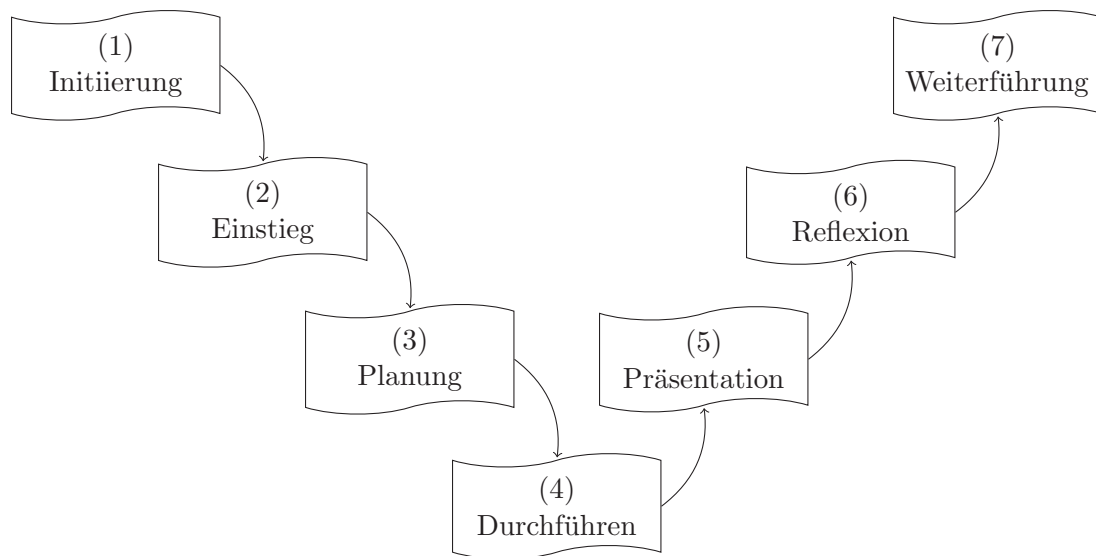 (1)
Initiierung
(2)
Einstieg
(3)
Planung
(4)
Durchführen
(5)
Präsentation
(6)
Reflexion
(7)
Weiterführung